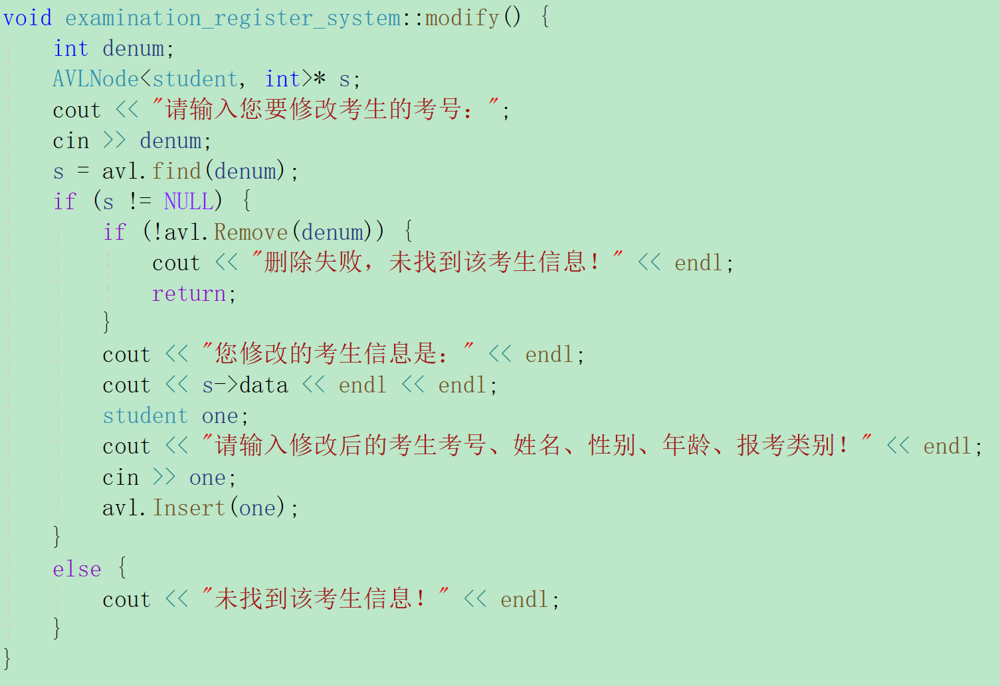 void examination_register_system::modify() {
    int denum;
    AVLNode<student, int>* s;
    cout << "请输入您要修改考生的考号：";
    cin >> denum;
    s = avl.find(denum);
    if (s != NULL) {
        if (!avl.Remove(denum)) {
            cout << "删除失败，未找到该考生信息！" << endl;
            return;
        }
        cout << "您修改的考生信息是：" << endl;
        cout << s->data << endl << endl;
        student one;
        cout << "请输入修改后的考生考号、姓名、性别、年龄、报考类别！" << endl;
        cin >> one;
        avl.Insert(one);
    }
    else {
        cout << "未找到该考生信息！" << endl;
    }
}